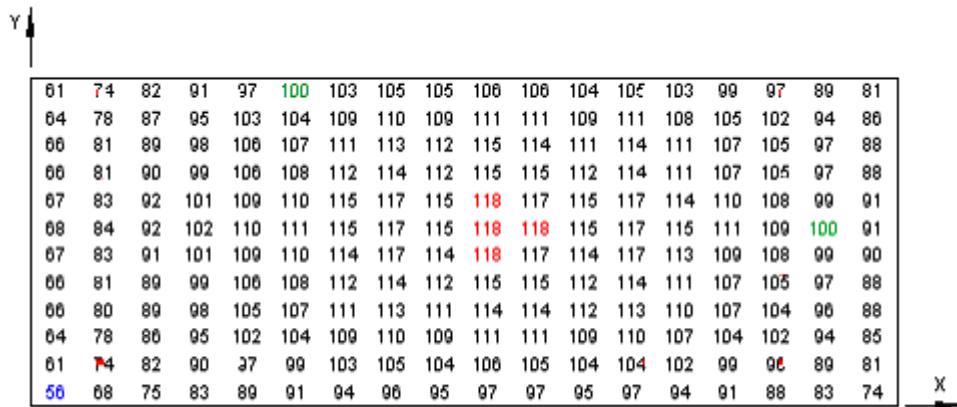 Y
61 74 82 91 97 100 103 105 105 106 106 104 105 103 99 97 89 81
64 78 87 95 103 104 109 110 109 111 111 109 111 108 105 102 94 86
66 81 89 98 106 107 111 113 112 115 114 111 114 111 107 105 97 88
66 81 90 99 106 108 112 114 112 115 115 112 114 111 107 105 97 88
67 83 92 101 109 110 115 117 115 118 117 115 117 114 110 108 99 91
68 84 92 102 110 111 115 117 115 118 118 115 117 115 111 109 100 91
67 83 91 101 109 110 114 117 114 118 117 114 117 113 109 108 99 90
66 81 89 99 106 108 112 114 112 115 115 112 114 111 107 105 97 88
66 80 89 98 105 107 111 113 111 114 114 112 113 110 107 104 96 88
64 78 86 95 102 104 109 110 109 111 111 109 110 107 104 102 94 85
61 74 82 90 97 99 103 105 104 106 105 104 104 102 99 96 89 81
56 68 75 83 89 91 94 96 95 97 97 95 97 94 91 88 83 74
X